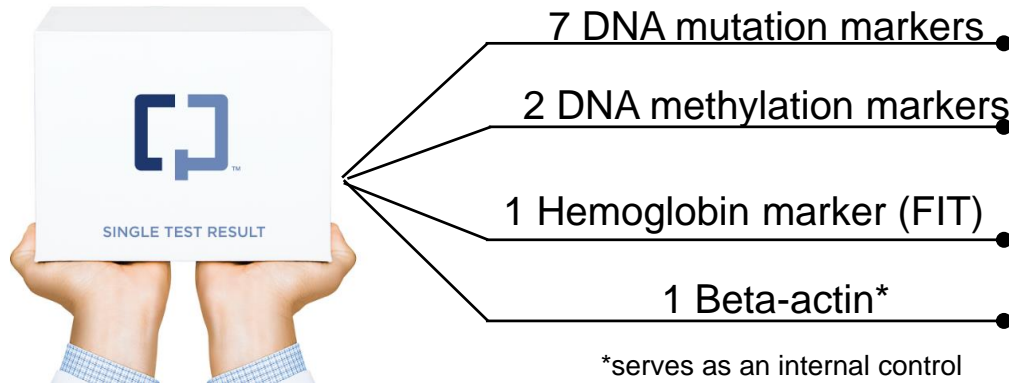 7 DNA mutation markers
2 DNA methylation markers
TM
SINGLE TEST RESULT
1 Hemoglobin marker (FIT)
1 Beta-actin*
*serves as an internal control